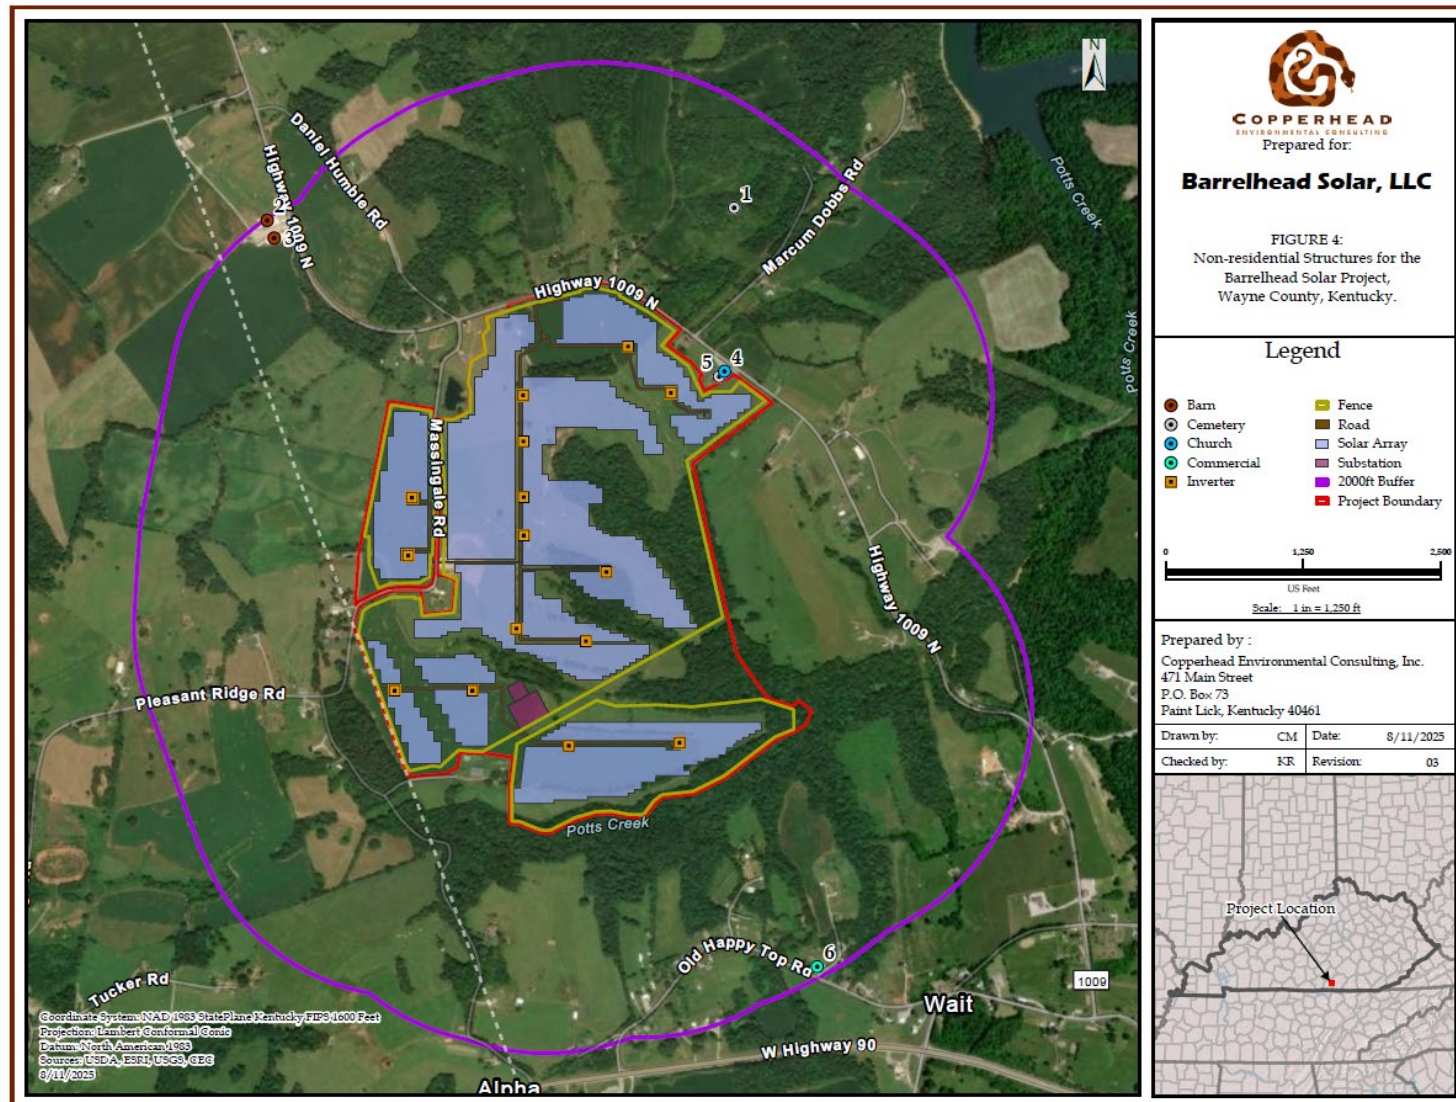 N
Daniel Humble Rd
Highway 1009 N
1
2
3
Marcum Dobbs Rd
Potts Creek
Highway 1009 N
Potts Creek
5
4
Massingale Rd
Highway 1009 N
Pleasant Ridge Rd
Potts Creek
Old Happy Top Rd
6
1009
Tucker Rd
Wait
W Highway 90
Alpha
Coordinate System: NAD 1983 StatePlane Kentucky FIPS 1600 Feet
Projection: Lambert Conformal Conic
Datum: North American 1983
Sources: USDA, ESRI, USGS, CEC
8/11/2025
COPPERHEAD
ENVIRONMENTAL CONSULTING
Prepared for:
Barrelhead Solar, LLC
FIGURE 4:
Non-residential Structures for the
Barrelhead Solar Project,
Wayne County, Kentucky.
Legend
Barn
Cemetery
Church
Commercial
Inverter
Fence
Road
Solar Array
Substation
2000ft Buffer
Project Boundary
0 1,250 2,500
US Feet
Scale: 1 in = 1,250 ft
Prepared by :
Copperhead Environmental Consulting, Inc.
471 Main Street
P.O. Box 73
Paint Lick, Kentucky 40461
Drawn by: CM Date: 8/11/2025
Checked by: KR Revision: 03
Project Location